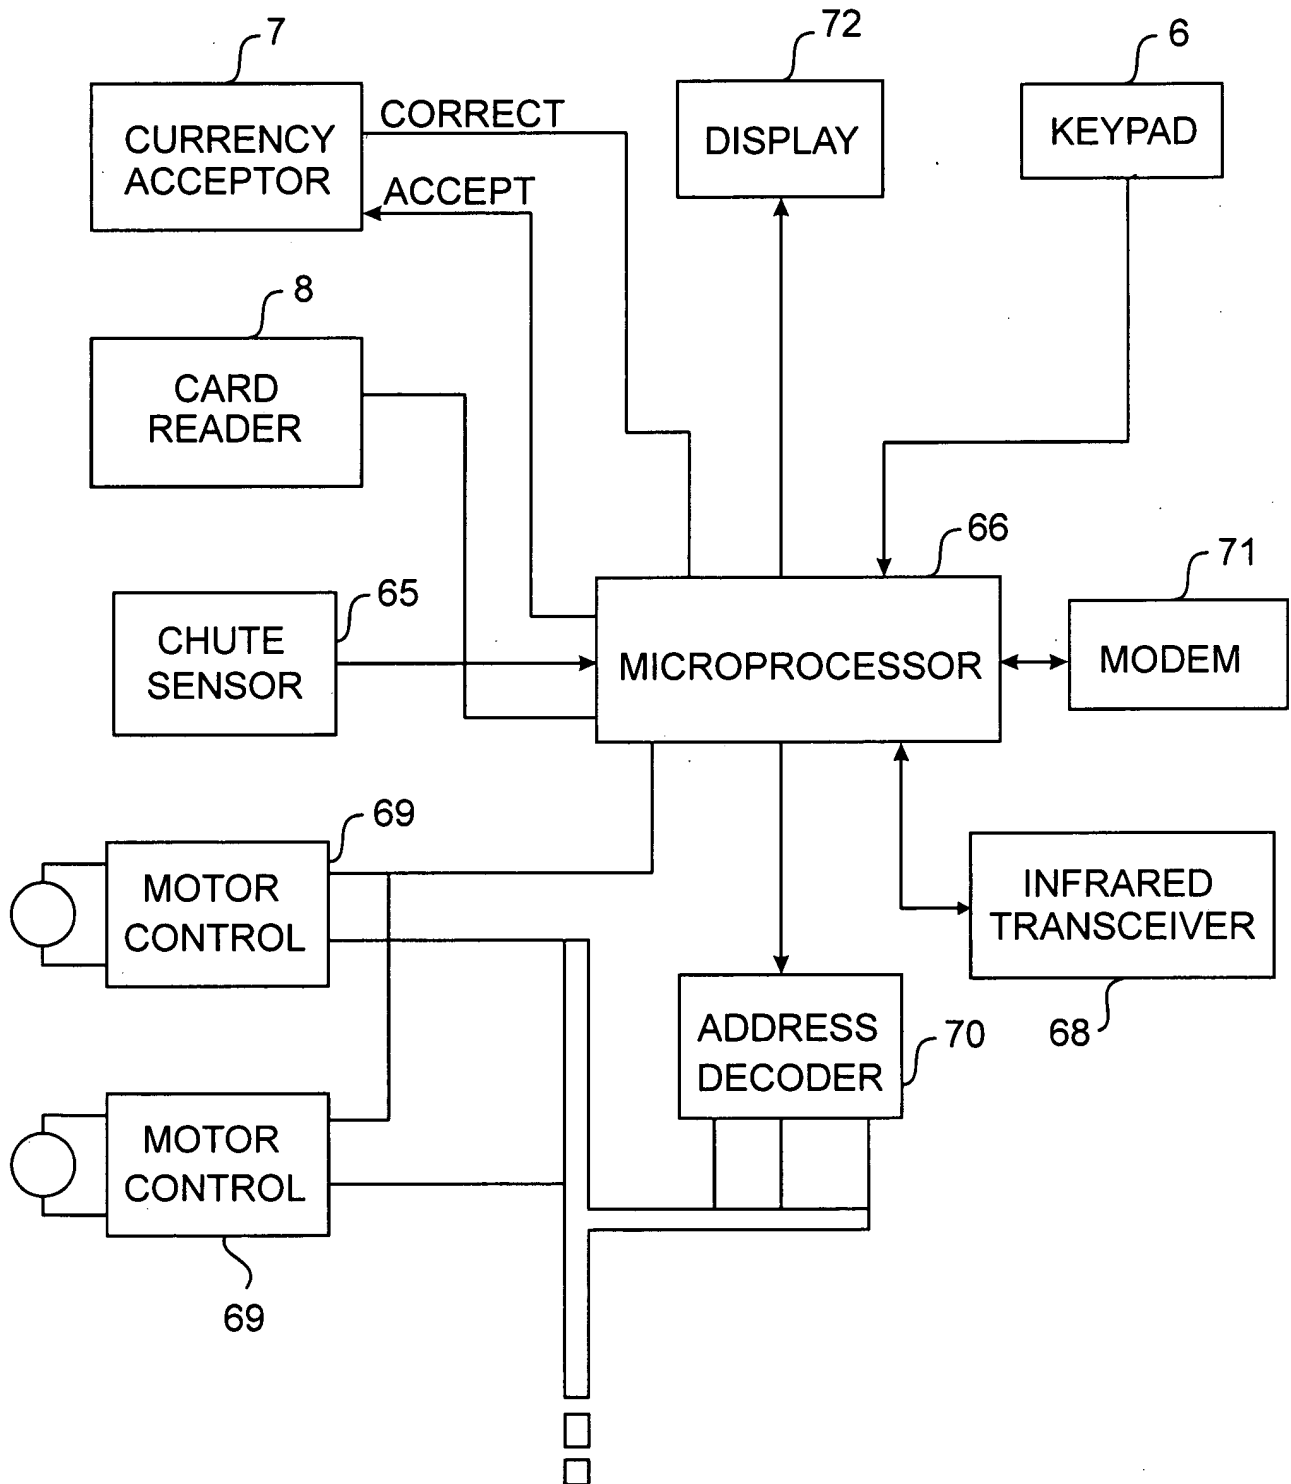 7
72
6
CURRENCY
ACCEPTOR
CORRECT
ACCEPT
DISPLAY
KEYPAD
8
CARD
READER
66
71
65
CHUTE
SENSOR
MICROPROCESSOR
MODEM
69
MOTOR
CONTROL
INFRARED
TRANSCEIVER
68
ADDRESS
DECODER
70
MOTOR
CONTROL
69